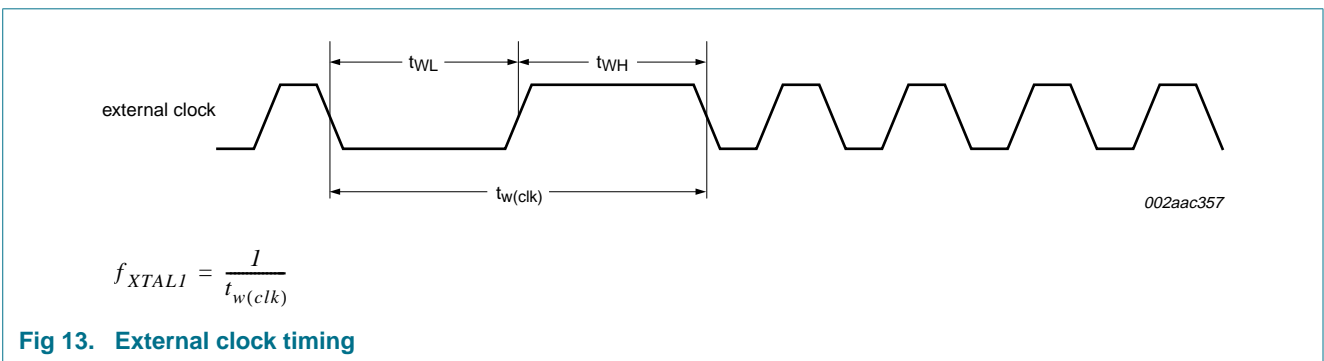 tWL
tWH
external clock
tw(clk)
002aac357
fXTAL1 = 1 / tw(clk)
Fig 13. External clock timing